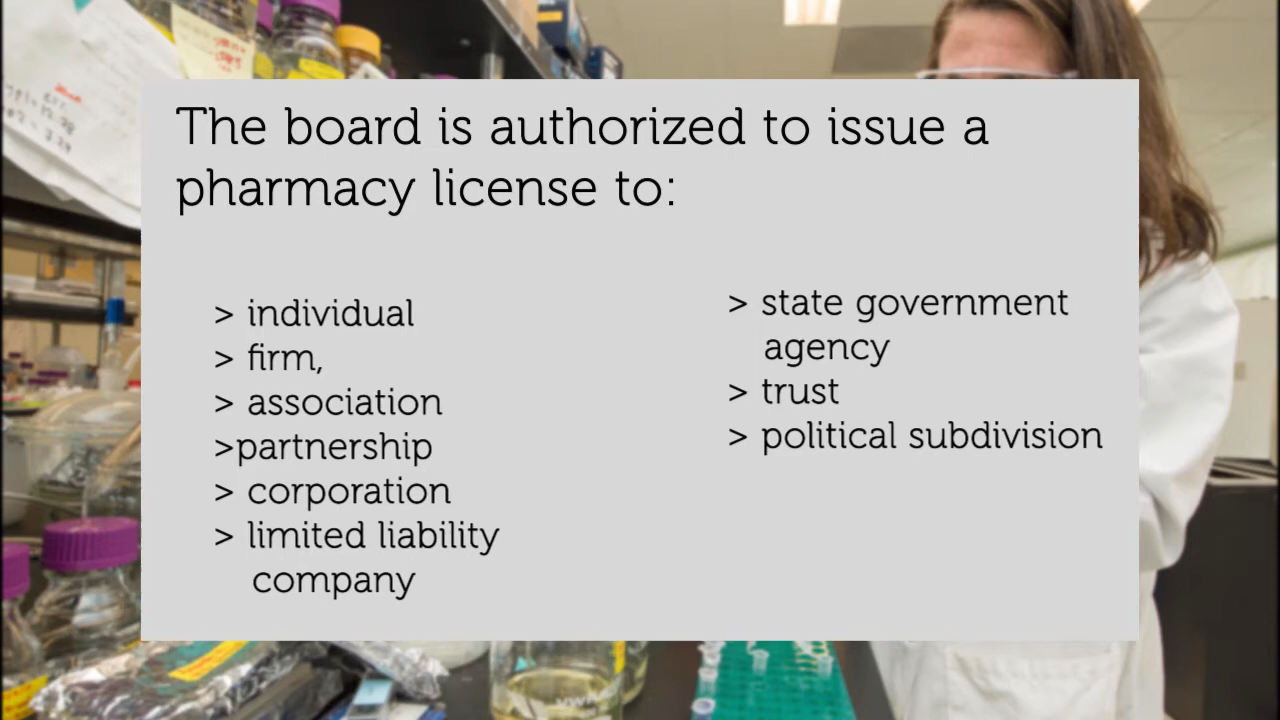 The board is authorized to issue a
pharmacy license to:
> individual
> firm,
> association
>partnership
> corporation
> limited liability
company
> state government
agency
> trust
> political subdivision